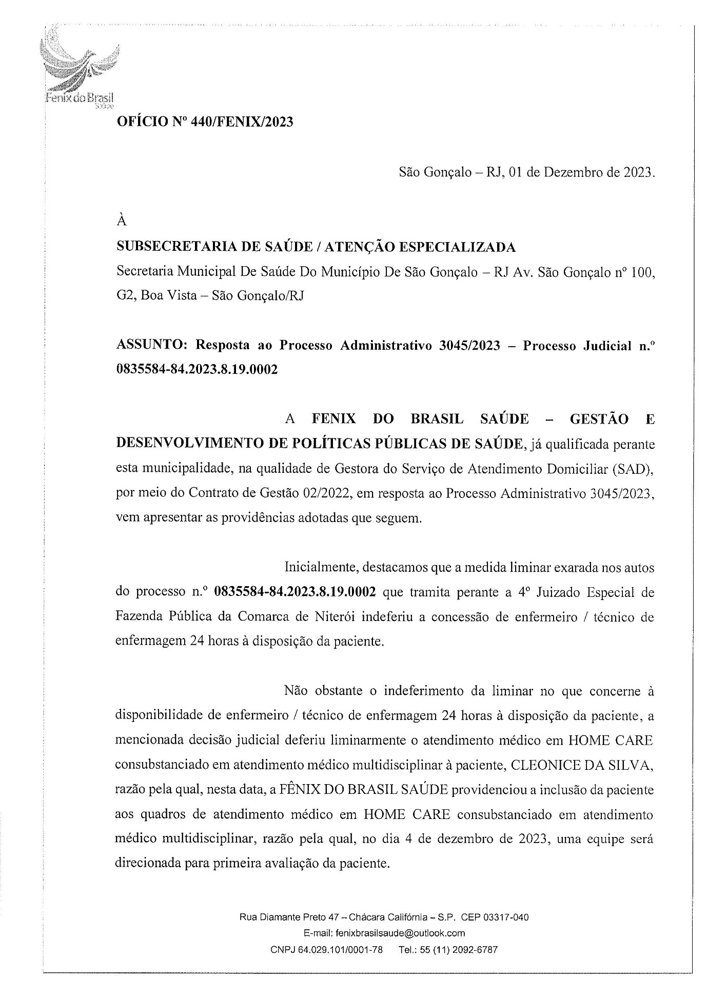 Fenix do Brasil
OFÍCIO Nº 440/FENIX/2023
São Gonçalo – RJ, 01 de Dezembro de 2023.
À
SUBSECRETARIA DE SAÚDE / ATENÇÃO ESPECIALIZADA
Secretaria Municipal De Saúde Do Município De São Gonçalo – RJ Av. São Gonçalo nº 100,
G2, Boa Vista – São Gonçalo/RJ
ASSUNTO: Resposta ao Processo Administrativo 3045/2023 – Processo Judicial n.º
0835584-84.2023.8.19.0002
A FENIX DO BRASIL SAÚDE – GESTÃO E
DESENVOLVIMENTO DE POLÍTICAS PÚBLICAS DE SAÚDE, já qualificada perante
esta municipalidade, na qualidade de Gestora do Serviço de Atendimento Domiciliar (SAD),
por meio do Contrato de Gestão 02/2022, em resposta ao Processo Administrativo 3045/2023,
vem apresentar as providências adotadas que seguem.
Inicialmente, destacamos que a medida liminar exarada nos autos
do processo n.º 0835584-84.2023.8.19.0002 que tramita perante a 4º Juizado Especial de
Fazenda Pública da Comarca de Niterói indeferiu a concessão de enfermeiro / técnico de
enfermagem 24 horas à disposição da paciente.
Não obstante o indeferimento da liminar no que concerne à
disponibilidade de enfermeiro / técnico de enfermagem 24 horas à disposição da paciente, a
mencionada decisão judicial deferiu liminarmente o atendimento médico em HOME CARE
consubstanciado em atendimento médico multidisciplinar à paciente, CLEONICE DA SILVA,
razão pela qual, nesta data, a FÊNIX DO BRASIL SAÚDE providenciou a inclusão da paciente
aos quadros de atendimento médico em HOME CARE consubstanciado em atendimento
médico multidisciplinar, razão pela qual, no dia 4 de dezembro de 2023, uma equipe será
direcionada para primeira avaliação da paciente.
Rua Diamante Preto 47 – Chácara Califórnia – S.P. CEP 03317-040
E-mail: fenixbrasilsaude@outlook.com
CNPJ 64.029.101/0001-78 Tel.: 55 (11) 2092-6787